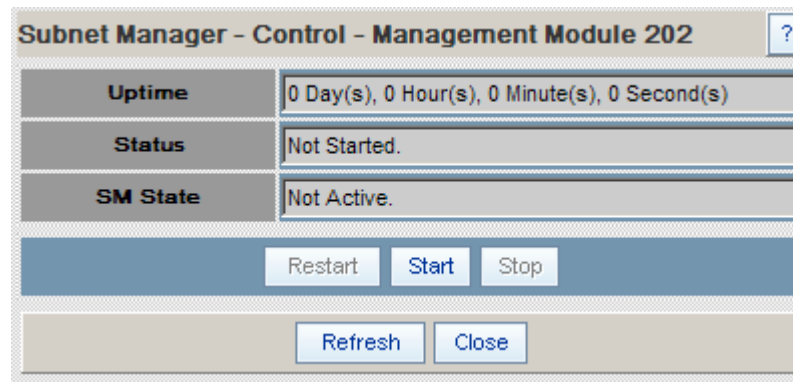 Subnet Manager - Control - Management Module 202 ?
Uptime 0 Day(s), 0 Hour(s), 0 Minute(s), 0 Second(s)
Status Not Started.
SM State Not Active.
Restart Start Stop
Refresh Close